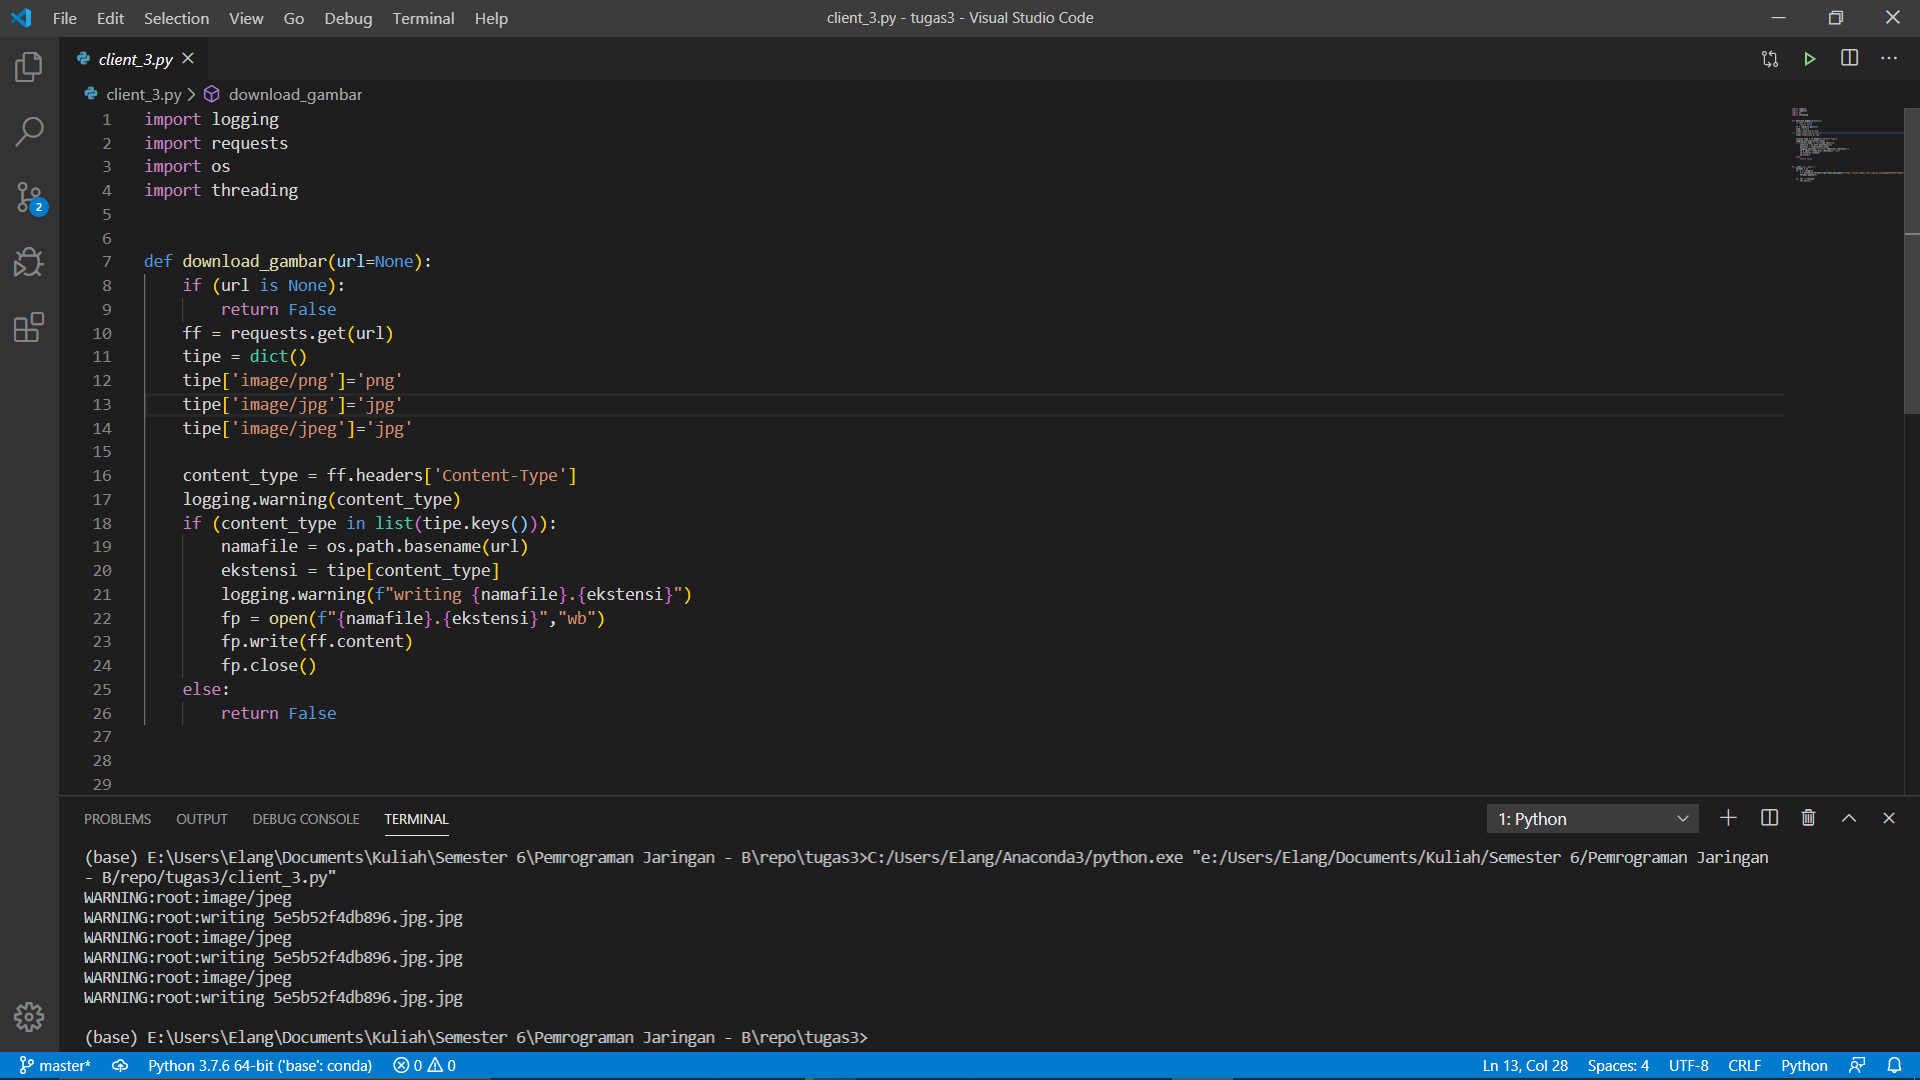 File Edit Selection View Go Debug Terminal Help
client_3.py - tugas3 - Visual Studio Code
client_3.py
client_3.py > download_gambar
1 import logging
2 import requests
3 import os
4 import threading
5
6
7 def download_gambar(url=None):
8     if (url is None):
9         return False
10     ff = requests.get(url)
11     tipe = dict()
12     tipe['image/png']='png'
13     tipe['image/jpg']='jpg'
14     tipe['image/jpeg']='jpg'
15
16     content_type = ff.headers['Content-Type']
17     logging.warning(content_type)
18     if (content_type in list(tipe.keys())):
19         namafile = os.path.basename(url)
20         ekstensi = tipe[content_type]
21         logging.warning(f"writing {namafile}.{ekstensi}")
22         fp = open(f"{namafile}.{ekstensi}","wb")
23         fp.write(ff.content)
24         fp.close()
25     else:
26         return False
27
28
29
2
PROBLEMS OUTPUT DEBUG CONSOLE TERMINAL
1: Python
(base) E:\Users\Elang\Documents\Kuliah\Semester 6\Pemrograman Jaringan - B\repo\tugas3>C:/Users/Elang/Anaconda3/python.exe "e:/Users/Elang/Documents/Kuliah/Semester 6/Pemrograman Jaringan
- B/repo/tugas3/client_3.py"
WARNING:root:image/jpeg
WARNING:root:writing 5e5b52f4db896.jpg.jpg
WARNING:root:image/jpeg
WARNING:root:writing 5e5b52f4db896.jpg.jpg
WARNING:root:image/jpeg
WARNING:root:writing 5e5b52f4db896.jpg.jpg
(base) E:\Users\Elang\Documents\Kuliah\Semester 6\Pemrograman Jaringan - B\repo\tugas3>
master* Python 3.7.6 64-bit ('base': conda) 0 0 Ln 13, Col 28 Spaces: 4 UTF-8 CRLF Python